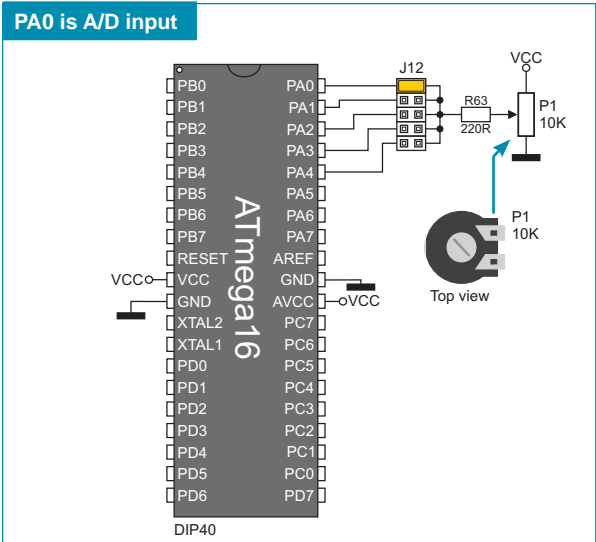 PA0 is A/D input
J12
VCC
PB0 PA0
PB1 PA1
R63
P1
PB2 PA2
220R
10K
PB3 PA3
PB4 PA4
PB5 PA5
PB6 PA6
P1
10K
PB7 PA7
RESET AREF
VCC VCC GND
Top view
GND AVCC VCC
XTAL2 PC7
XTAL1 PC6
PD0 PC5
PD1 PC4
PD2 PC3
PD3 PC2
PD4 PC1
PD5 PC0
PD6 PD7
ATmega16
DIP40